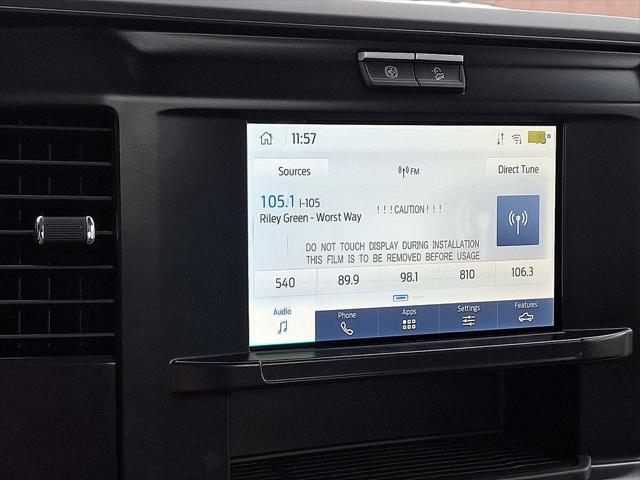 11:57
Sources
FM
Direct Tune
105.1 I-105
Riley Green - Worst Way
! ! ! CAUTION ! ! !
DO NOT TOUCH DISPLAY DURING INSTALLATION
THIS FILM IS TO BE REMOVED BEFORE USAGE
540 89.9 98.1 810 106.3
Audio Phone Apps Settings Features